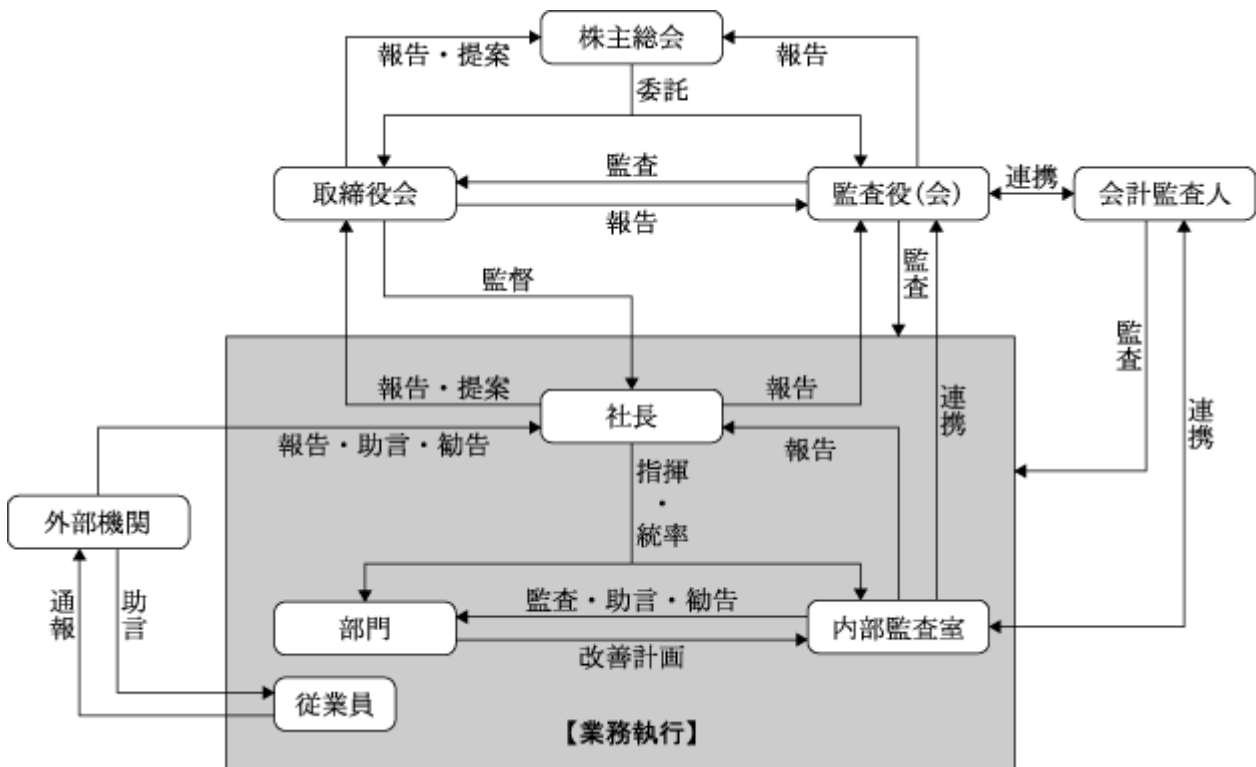 株主総会
報告・提案
報告
委託
監査
取締役会
監査役(会)
連携
会計監査人
報告
監査
監督
監査
報告・提案
社長
報告
連携
連携
報告・助言・勧告
報告
指揮・統率
外部機関
通報
助言
監査・助言・勧告
部門
内部監査室
改善計画
従業員
【業務執行】